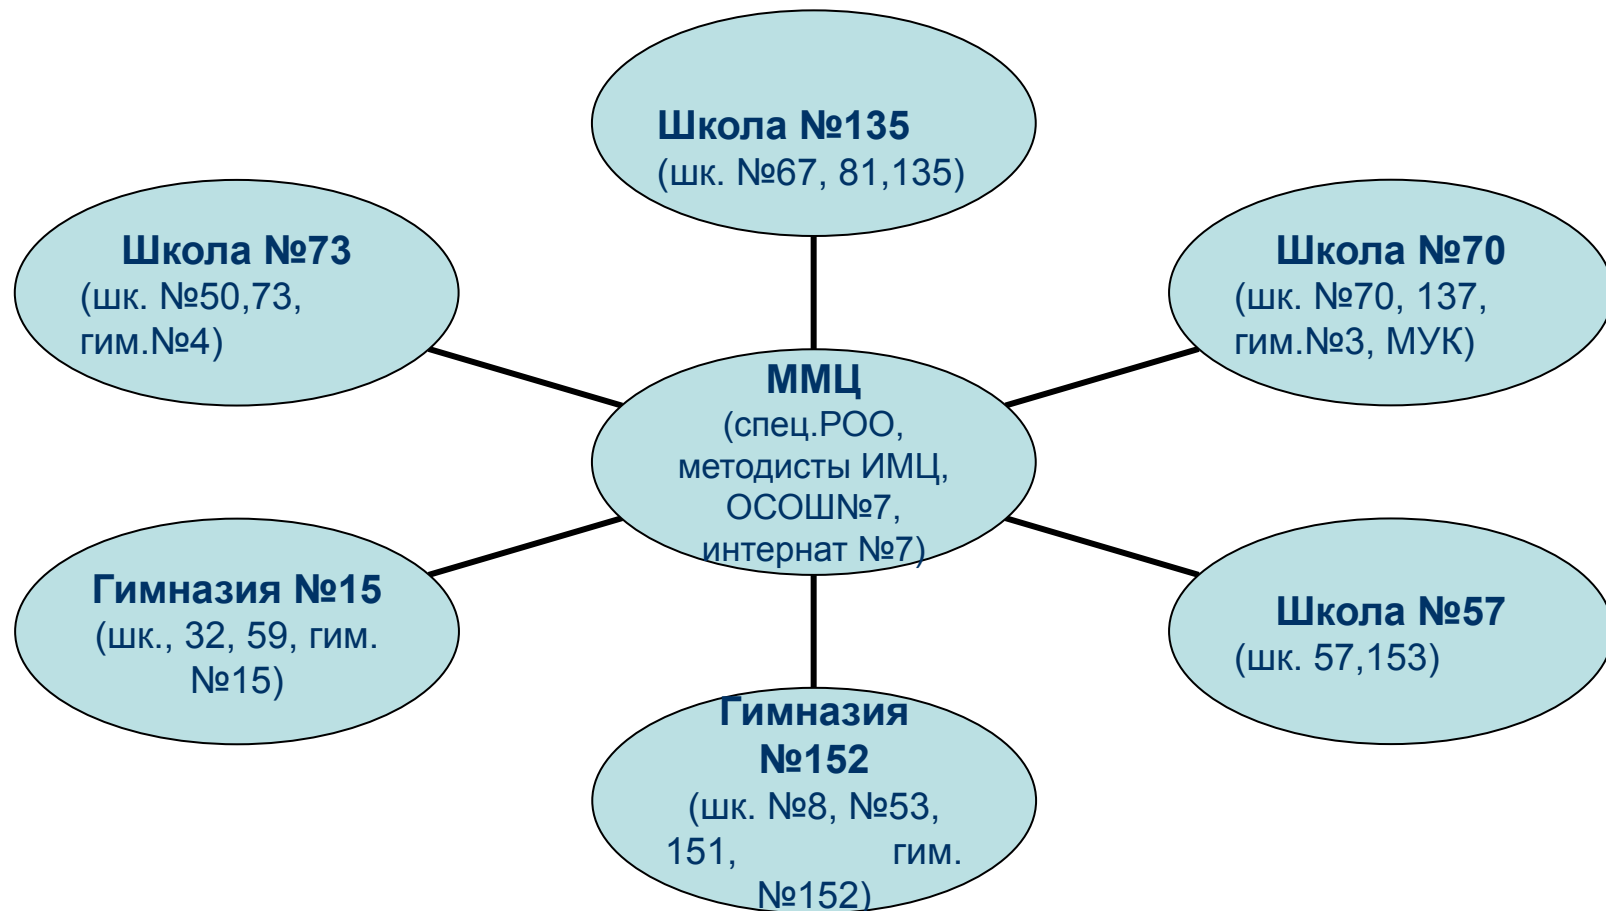 Школа №135
(шк. №67, 81,135)
Школа №73
(шк. №50,73,
гим.№4)
Школа №70
(шк. №70, 137,
гим.№3, МУК)
ММЦ
(спец.РОО,
методисты ИМЦ,
ОСОШ№7,
интернат №7)
Гимназия №15
(шк., 32, 59, гим.
№15)
Школа №57
(шк. 57,153)
Гимназия
№152
(шк. №8, №53,
151, гим.
№152)